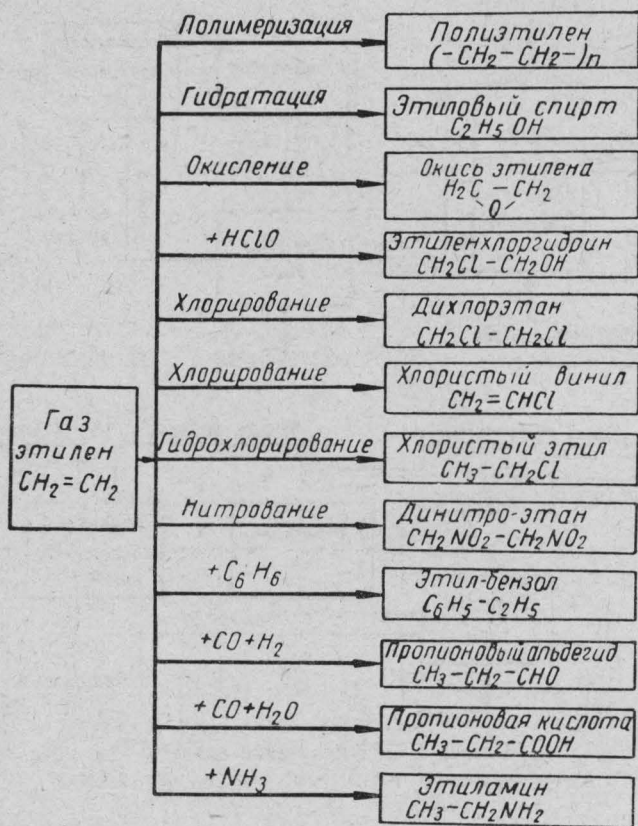 Полимеризация
Полиэтилен
(-CH₂-CH₂-)n
Гидратация
Этиловый спирт
C₂H₅OH
Окисление
Окись этилена
H₂C-CH₂
O
+HClO
Этиленхлоргидрин
CH₂Cl-CH₂OH
Хлорирование
Дихлорэтан
CH₂Cl-CH₂Cl
Хлорирование
Хлористый винил
CH₂=CHCl
Газ
этилен
CH₂=CH₂
Гидрохлорирование
Хлористый этил
CH₃-CH₂Cl
Нитрование
Динитро-этан
CH₂NO₂-CH₂NO₂
+C₆H₆
Этил-бензол
C₆H₅-C₂H₅
+CO+H₂
Пропионовый альдегид
CH₃-CH₂-CHO
+CO+H₂O
Пропионовая кислота
CH₃-CH₂-COOH
+NH₃
Этиламин
CH₃-CH₂NH₂